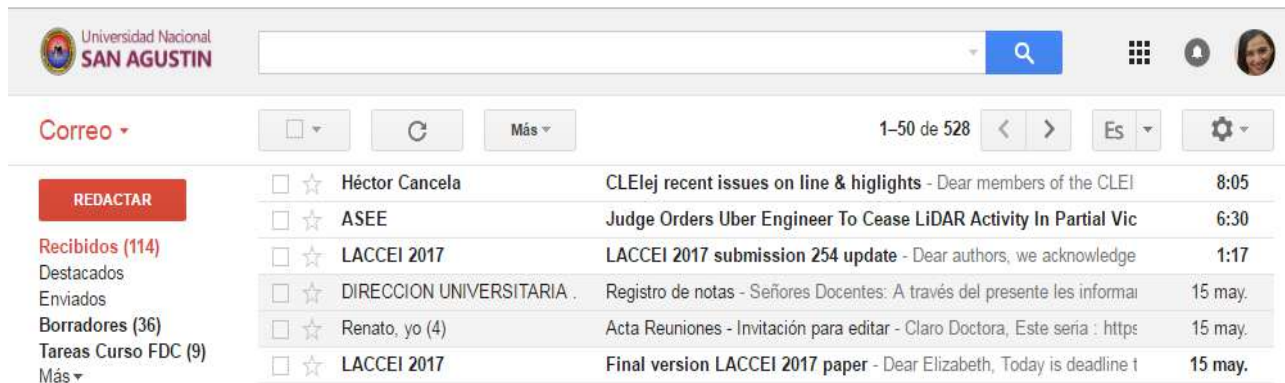 Universidad Nacional
SAN AGUSTIN
Correo
Más
1–50 de 528
Es
REDACTAR
Recibidos (114)
Destacados
Enviados
Borradores (36)
Tareas Curso FDC (9)
Más
Héctor Cancela CLEIej recent issues on line & higlights - Dear members of the CLEI 8:05
ASEE Judge Orders Uber Engineer To Cease LiDAR Activity In Partial Vic 6:30
LACCEI 2017 LACCEI 2017 submission 254 update - Dear authors, we acknowledge 1:17
DIRECCION UNIVERSITARIA . Registro de notas - Señores Docentes: A través del presente les informa 15 may.
Renato, yo (4) Acta Reuniones - Invitación para editar - Claro Doctora, Este seria : https 15 may.
LACCEI 2017 Final version LACCEI 2017 paper - Dear Elizabeth, Today is deadline t 15 may.